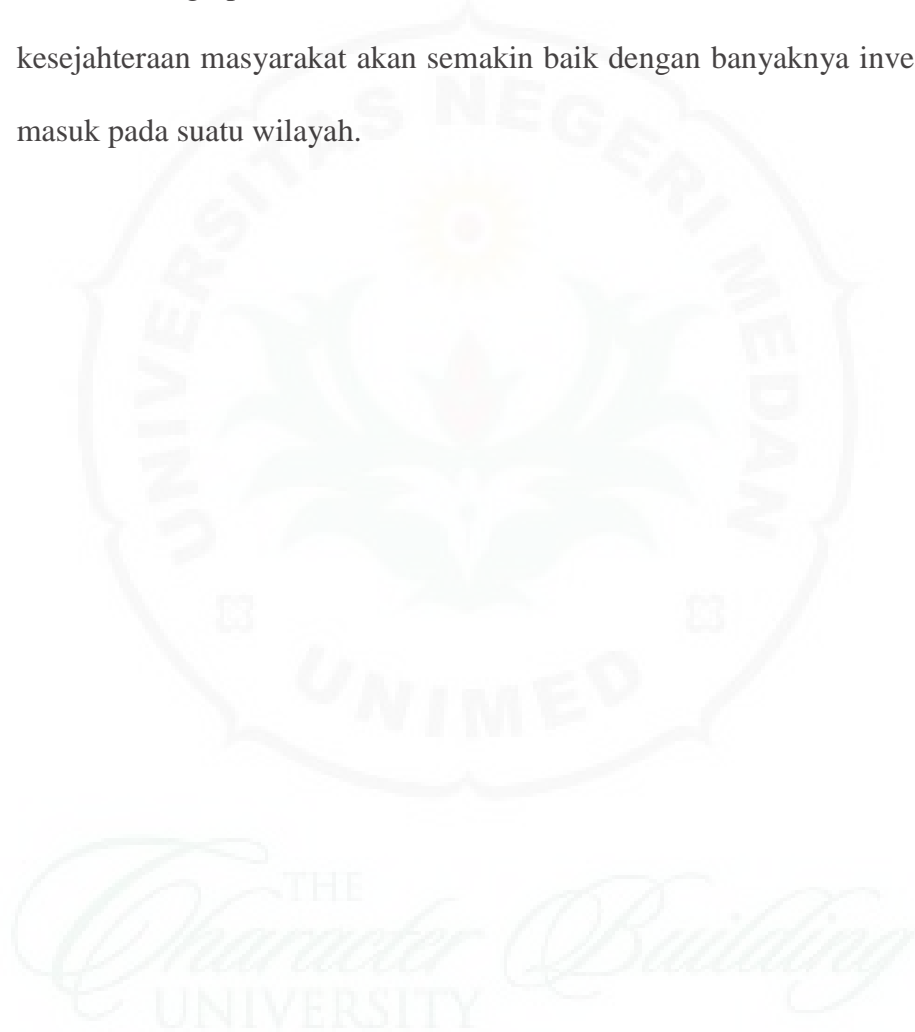 kesejahteraan masyarakat akan semakin baik dengan banyaknya inve
masuk pada suatu wilayah.
UNIVERSITAS NEGERI MEDAN
UNIMED
THE
Character Building
UNIVERSITY